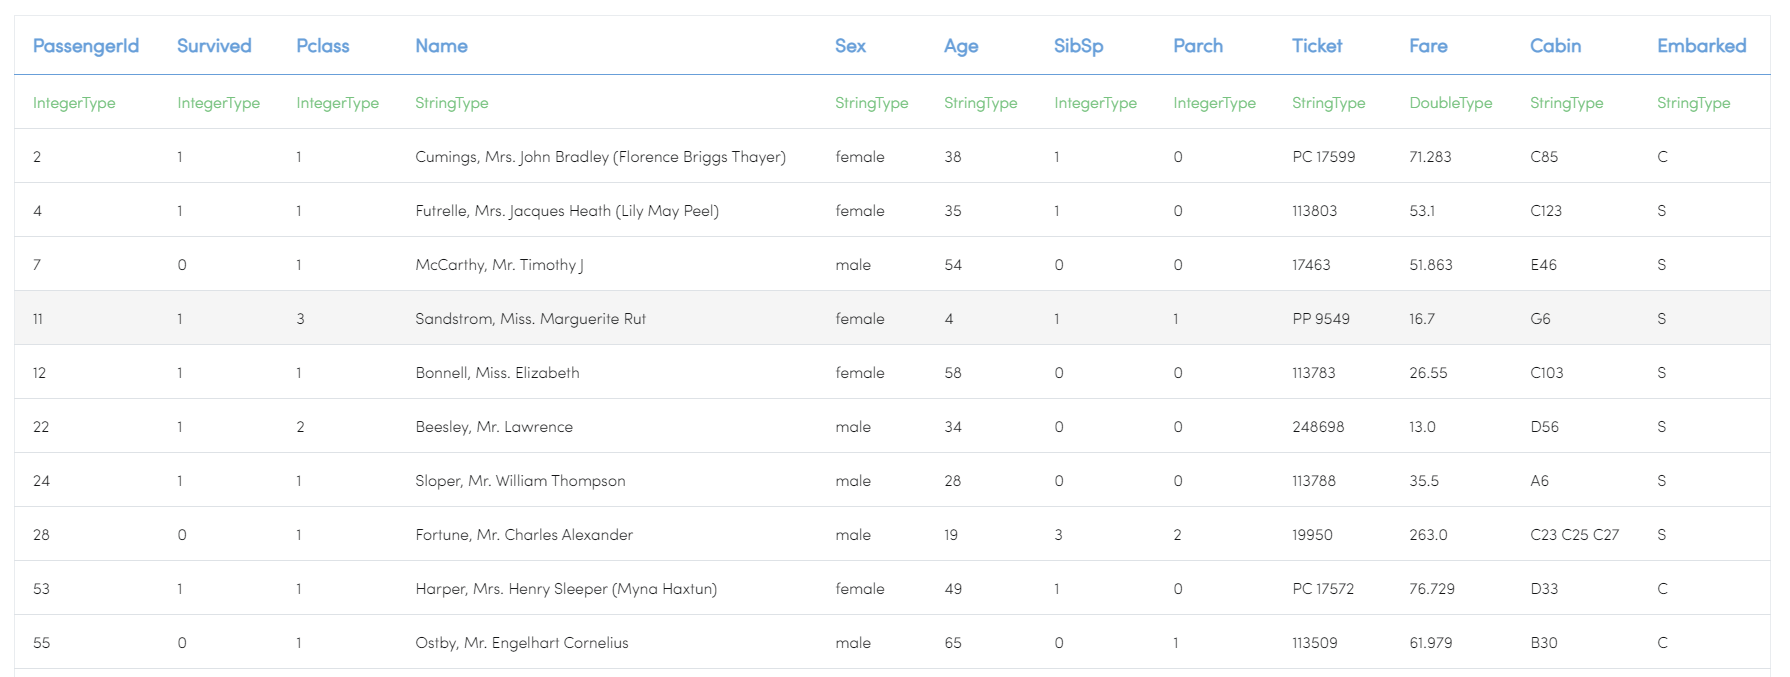 PassengerId Survived Pclass Name Sex Age SibSp Parch Ticket Fare Cabin Embarked
IntegerType IntegerType IntegerType StringType StringType StringType IntegerType IntegerType StringType DoubleType StringType StringType
2 1 1 Cumings, Mrs. John Bradley (Florence Briggs Thayer) female 38 1 0 PC 17599 71.283 C85 C
4 1 1 Futrelle, Mrs. Jacques Heath (Lily May Peel) female 35 1 0 113803 53.1 C123 S
7 0 1 McCarthy, Mr. Timothy J male 54 0 0 17463 51.863 E46 S
11 1 3 Sandstrom, Miss. Marguerite Rut female 4 1 1 PP 9549 16.7 G6 S
12 1 1 Bonnell, Miss. Elizabeth female 58 0 0 113783 26.55 C103 S
22 1 2 Beesley, Mr. Lawrence male 34 0 0 248698 13.0 D56 S
24 1 1 Sloper, Mr. William Thompson male 28 0 0 113788 35.5 A6 S
28 0 1 Fortune, Mr. Charles Alexander male 19 3 2 19950 263.0 C23 C25 C27 S
53 1 1 Harper, Mrs. Henry Sleeper (Myna Haxtun) female 49 1 0 PC 17572 76.729 D33 C
55 0 1 Ostby, Mr. Engelhart Cornelius male 65 0 1 113509 61.979 B30 C